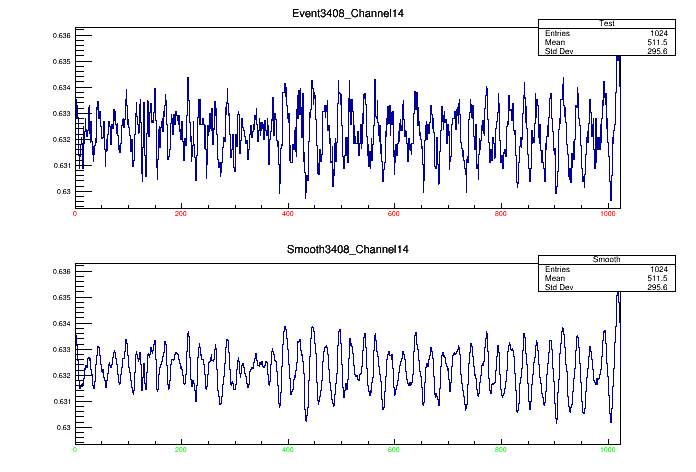 Event3408_Channel14
Test
Entries 1024
Mean 511.5
Std Dev 295.6
0.636
0.635
0.634
0.633
0.632
0.631
0.63
0 200 400 600 800 1000
Smooth3408_Channel14
Smooth
Entries 1024
Mean 511.5
Std Dev 295.6
0.636
0.635
0.634
0.633
0.632
0.631
0.63
0 200 400 600 800 1000